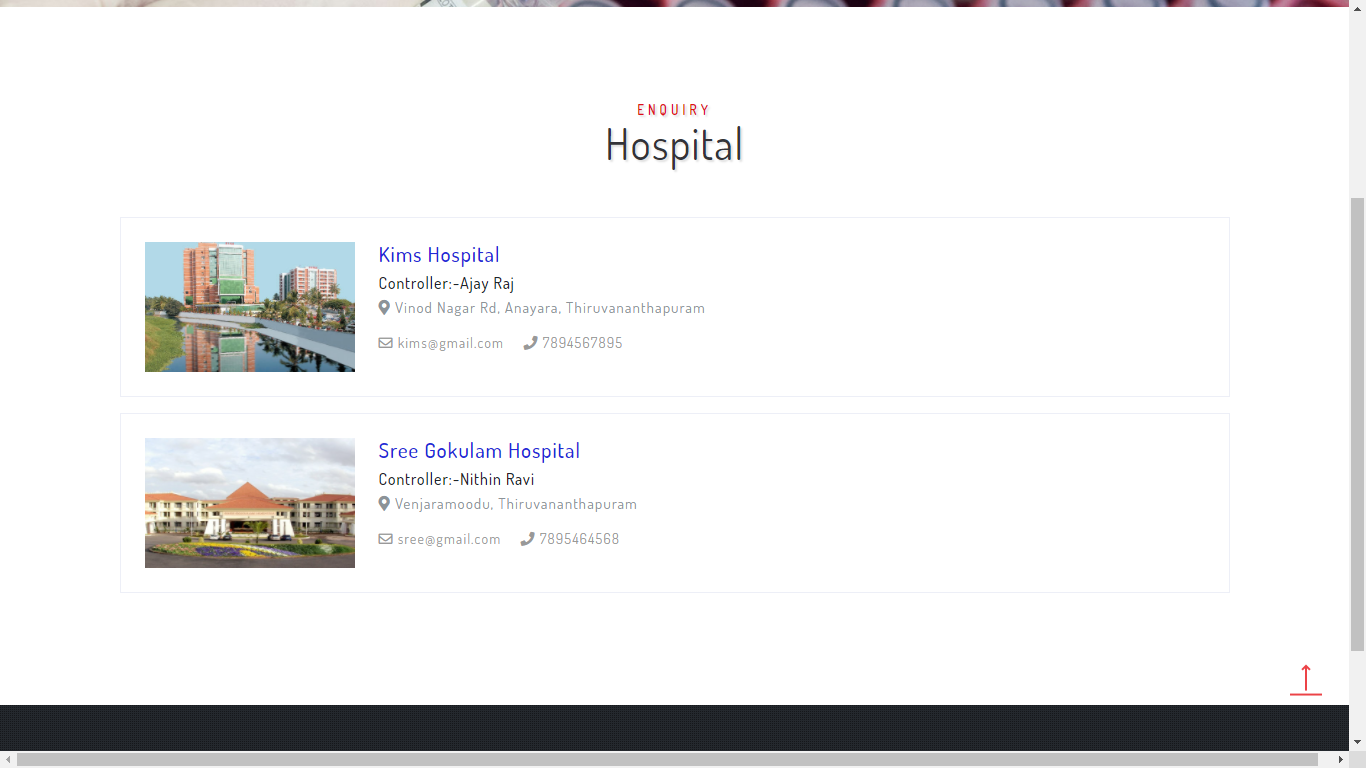 ENQUIRY
Hospital
Kims Hospital
Controller:-Ajay Raj
Vinod Nagar Rd, Anayara, Thiruvananthapuram
kims@gmail.com 7894567895
Sree Gokulam Hospital
Controller:-Nithin Ravi
Venjaramoodu, Thiruvananthapuram
sree@gmail.com 7895464568